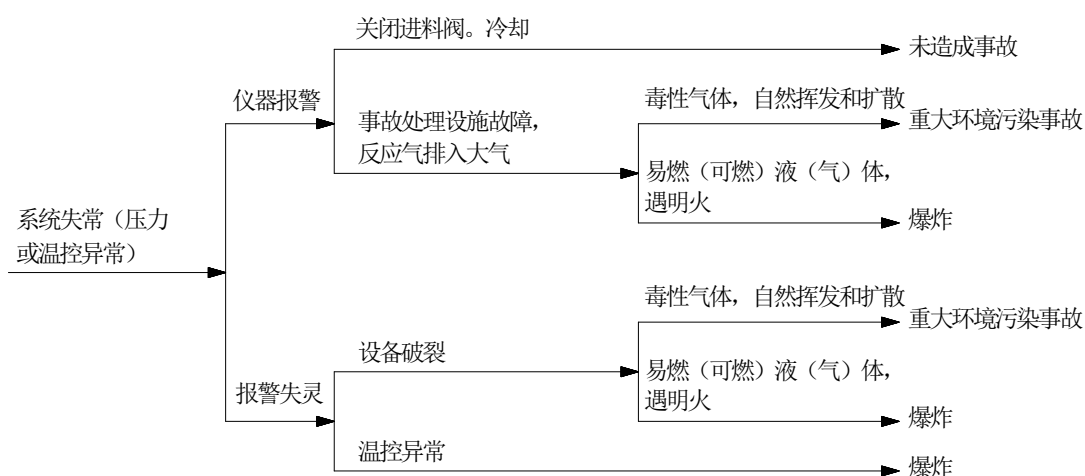 关闭进料阀。冷却
未造成事故
仪器报警
事故处理设施故障，
反应气排入大气
毒性气体，自然挥发和扩散
重大环境污染事故
易燃（可燃）液（气）体，
遇明火
爆炸
系统失常（压力
或温控异常）
毒性气体，自然挥发和扩散
重大环境污染事故
设备破裂
易燃（可燃）液（气）体，
遇明火
爆炸
报警失灵
温控异常
爆炸